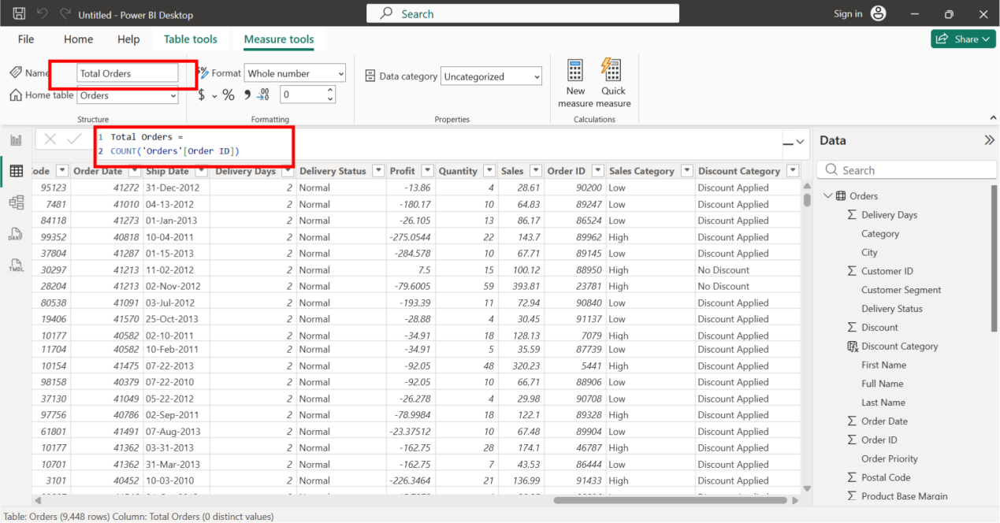 Untitled - Power BI Desktop
Search
Sign in
File Home Help Table tools Measure tools
Share
Name Total Orders
Home table Orders
Structure
% Format Whole number
$ % 0
Formatting
Data category Uncategorized
Properties
New measure
Quick measure
Calculations
1 Total Orders =
2 COUNT('Orders'[Order ID])
Code Order Date Ship Date Delivery Days Delivery Status Profit Quantity Sales Order ID Sales Category Discount Category
95123 41272 31-Dec-2012 2 Normal -13.86 4 28.61 90200 Low Discount Applied
7481 41010 04-13-2012 2 Normal -180.17 10 64.83 89247 Low Discount Applied
84118 41273 01-Jan-2013 2 Normal -26.105 13 86.17 86524 Low Discount Applied
99352 40818 10-04-2011 2 Normal -275.0544 22 143.7 89962 High Discount Applied
37804 41287 01-15-2013 2 Normal -284.578 10 67.71 89145 Low Discount Applied
30297 41213 11-02-2012 2 Normal 7.5 15 100.12 88950 High No Discount
28204 41213 02-Nov-2012 2 Normal -79.6005 59 393.81 23781 High No Discount
80538 41091 03-Jul-2012 2 Normal -193.39 11 72.94 90840 Low Discount Applied
19406 41570 25-Oct-2013 2 Normal -28.88 4 30.45 91137 Low Discount Applied
10177 40582 02-10-2011 2 Normal -34.91 18 128.13 7079 High Discount Applied
11704 40582 10-Feb-2011 2 Normal -34.91 5 35.59 87739 Low Discount Applied
10154 41475 07-22-2013 2 Normal -92.05 48 320.23 5441 High Discount Applied
98158 40379 07-22-2010 2 Normal -92.05 10 66.71 88906 Low Discount Applied
37130 41049 05-22-2012 2 Normal -26.278 4 29.98 90708 Low Discount Applied
97756 40786 02-Sep-2011 2 Normal -78.9984 18 122.1 89328 High Discount Applied
61801 41491 07-Aug-2013 2 Normal -23.37512 10 67.48 89904 Low Discount Applied
10177 41362 03-31-2013 2 Normal -162.75 28 174.1 46787 High Discount Applied
10701 41362 31-Mar-2013 2 Normal -162.75 7 43.53 86444 Low Discount Applied
3101 40452 10-03-2010 2 Normal -226.3464 21 136.99 91433 High Discount Applied
DAX
TMDL
Data
Search
Orders
Delivery Days
Category
City
Customer ID
Customer Segment
Delivery Status
Discount
Discount Category
First Name
Full Name
Last Name
Order Date
Order ID
Order Priority
Postal Code
Product Base Margin
Table: Orders (9,448 rows) Column: Total Orders (0 distinct values)